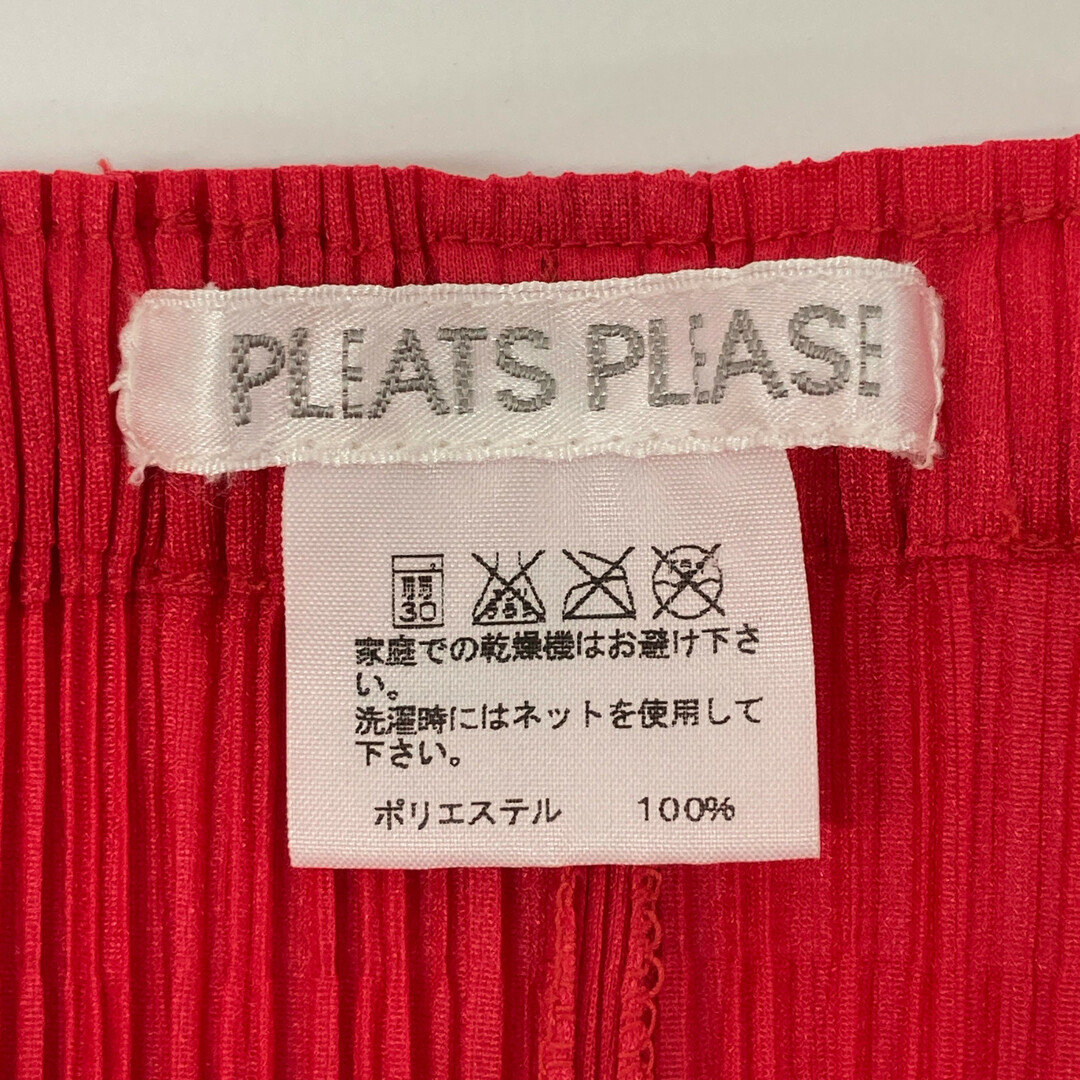 PLEATS PLEASE
弱
30
家庭での乾燥機はお避け下さ
い。
洗濯時にはネットを使用して
下さい。
ポリエステル 100%